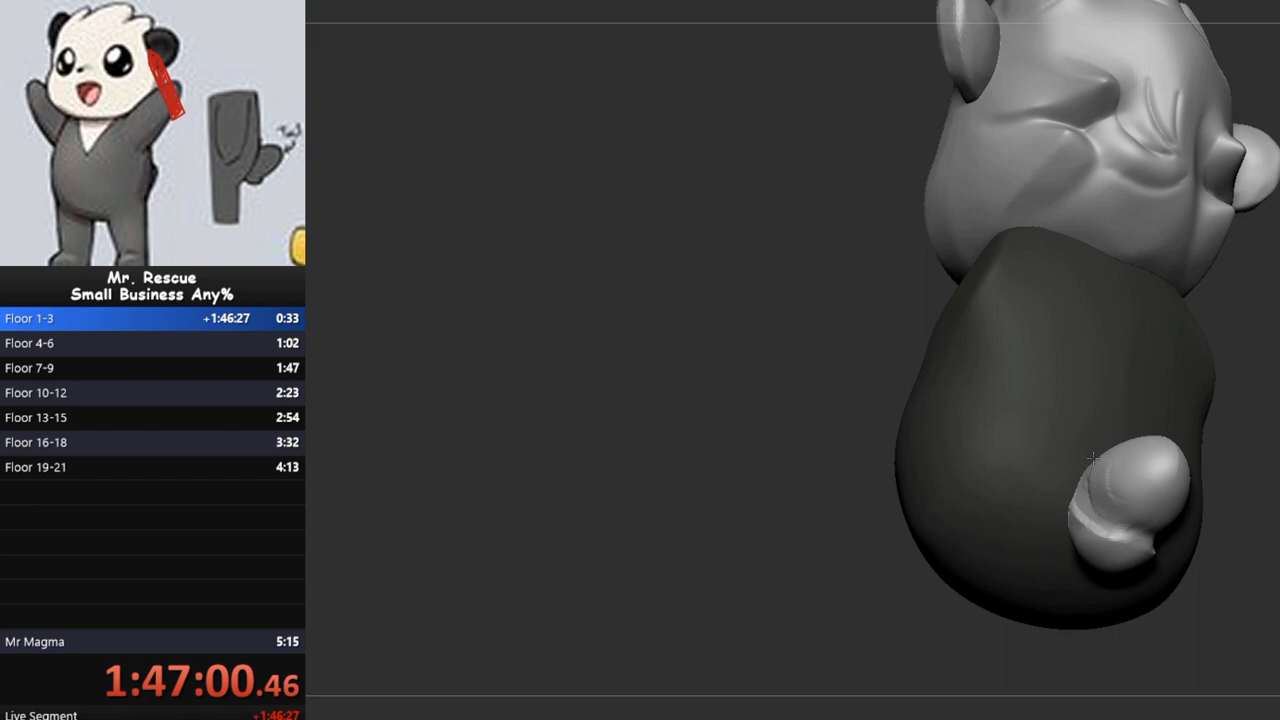 Mr. Rescue
Small Business Any%
Floor 1-3 +1:46:27 0:33
Floor 4-6 1:02
Floor 7-9 1:47
Floor 10-12 2:23
Floor 13-15 2:54
Floor 16-18 3:32
Floor 19-21 4:13
Mr Magma 5:15
1:47:00.46
Live Segment +1:46:27